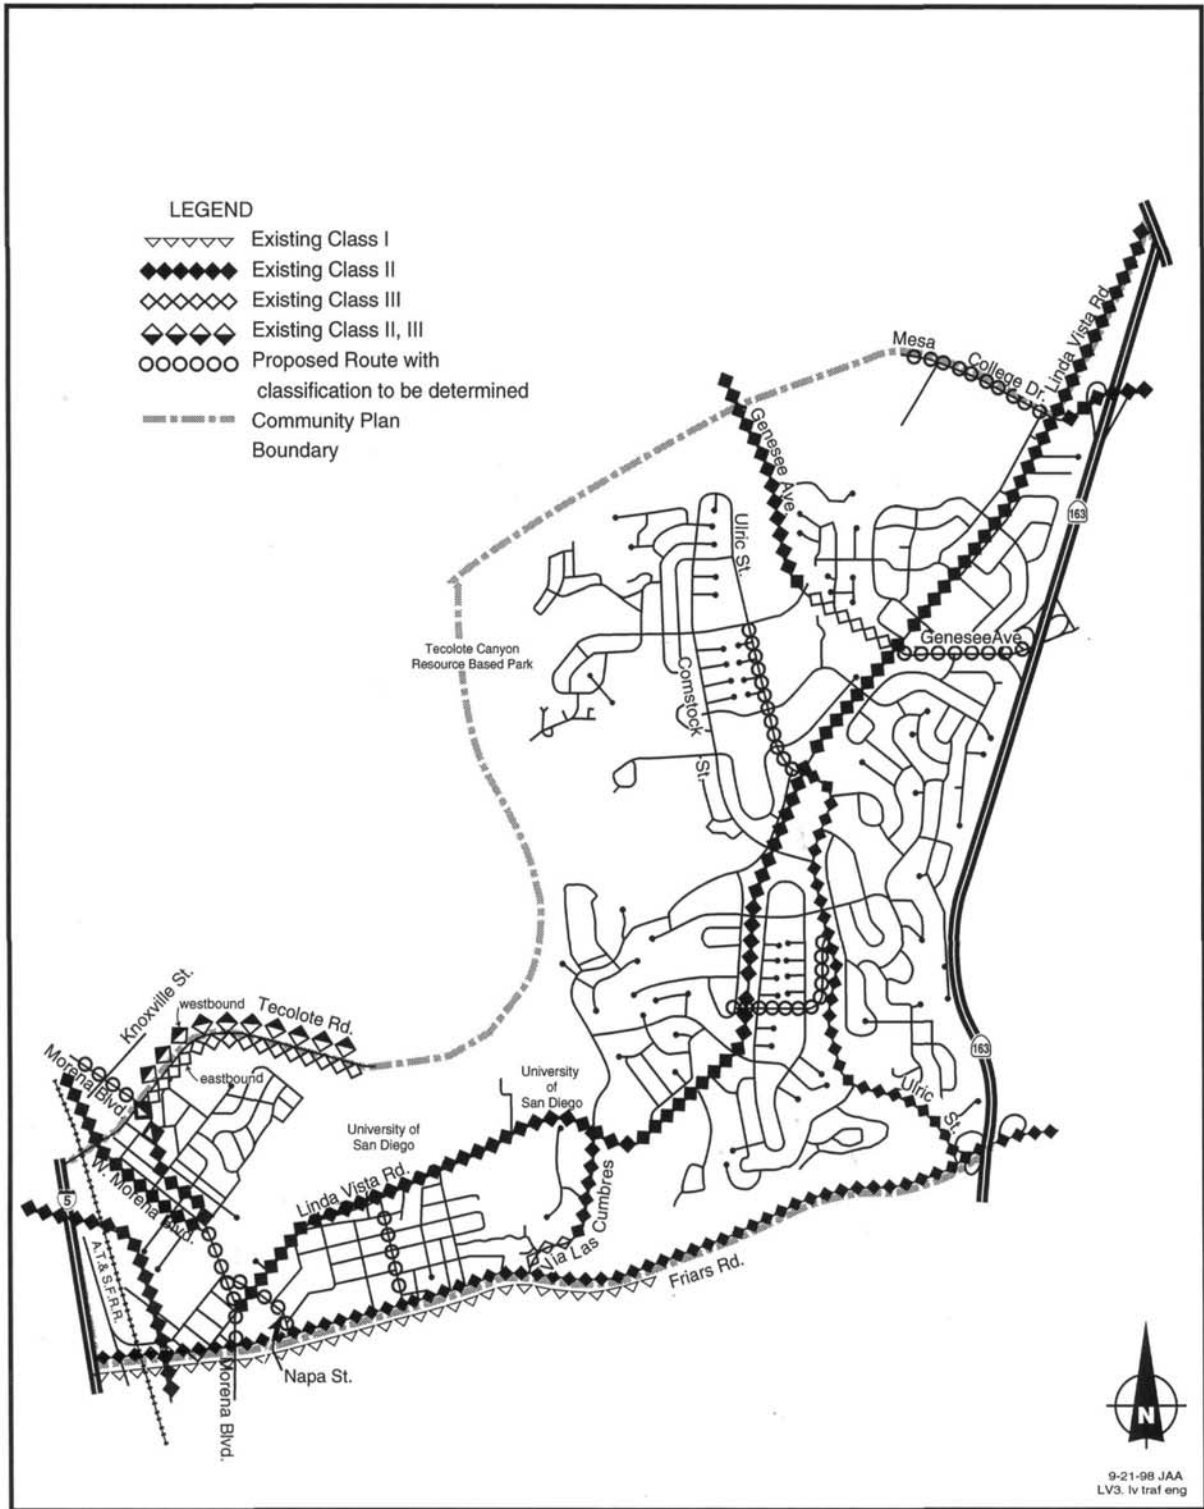 LEGEND
Existing Class I
Existing Class II
Existing Class III
Existing Class II, III
Proposed Route with
classification to be determined
Community Plan
Boundary
Linda Vista Rd.
Mesa
College Dr.
Genesee Ave.
163
Ulric St.
GeneseeAve.
Tecolote Canyon
Resource Based Park
Comstock
St.
Knoxville St.
westbound
Tecolote Rd.
Morena Blvd.
eastbound
163
University
of
San Diego
Ulric
St.
University of
San Diego
W. Morena Blvd.
Linda Vista Rd.
5
Via Las
Cumbres
A.T.& S.F.R.R.
Friars Rd.
Napa St.
Morena Blvd.
N
9-21-98 JAA
LV3. lv traf eng